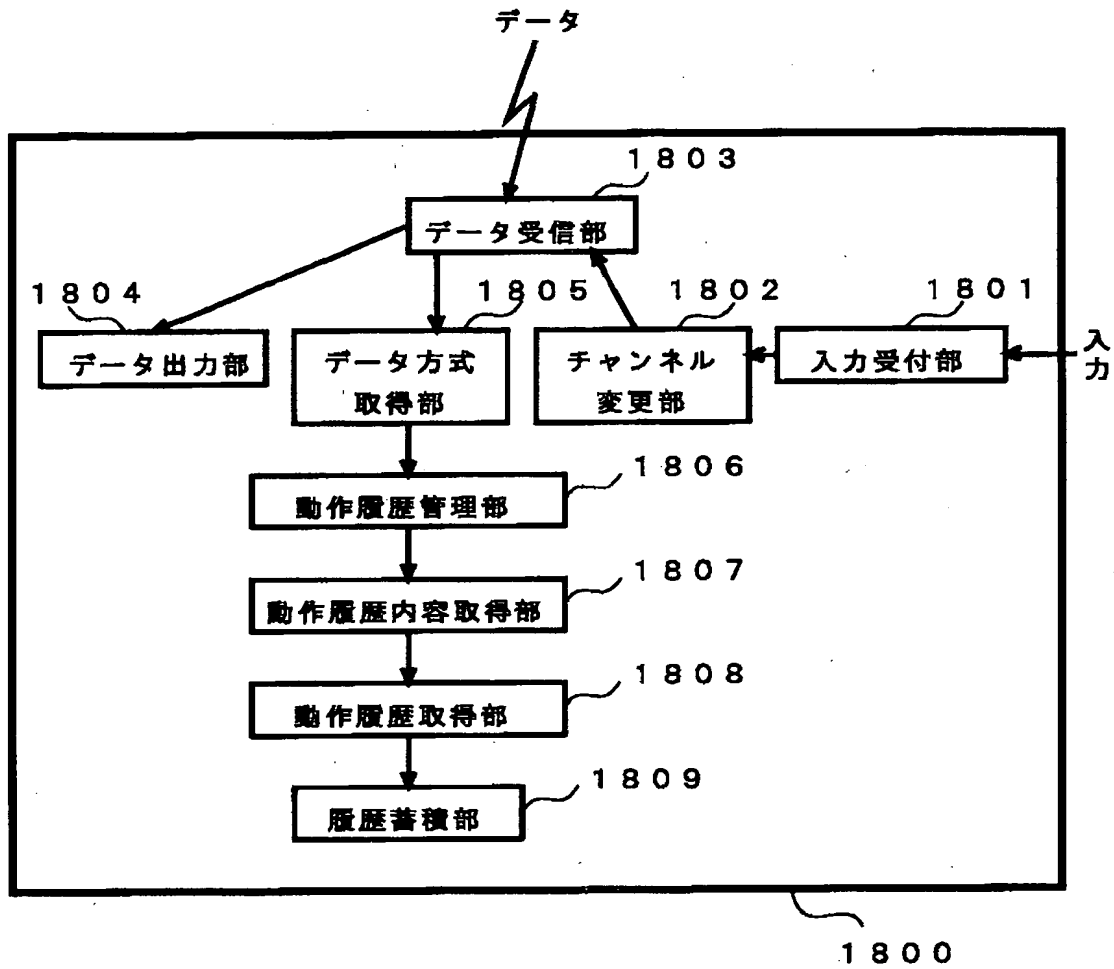 データ
1803
データ受信部
1804
1805
1802
1801
データ出力部
データ方式
取得部
チャンネル
変更部
入力受付部
入力
1806
動作履歴管理部
1807
動作履歴内容取得部
1808
動作履歴取得部
1809
履歴蓄積部
1800